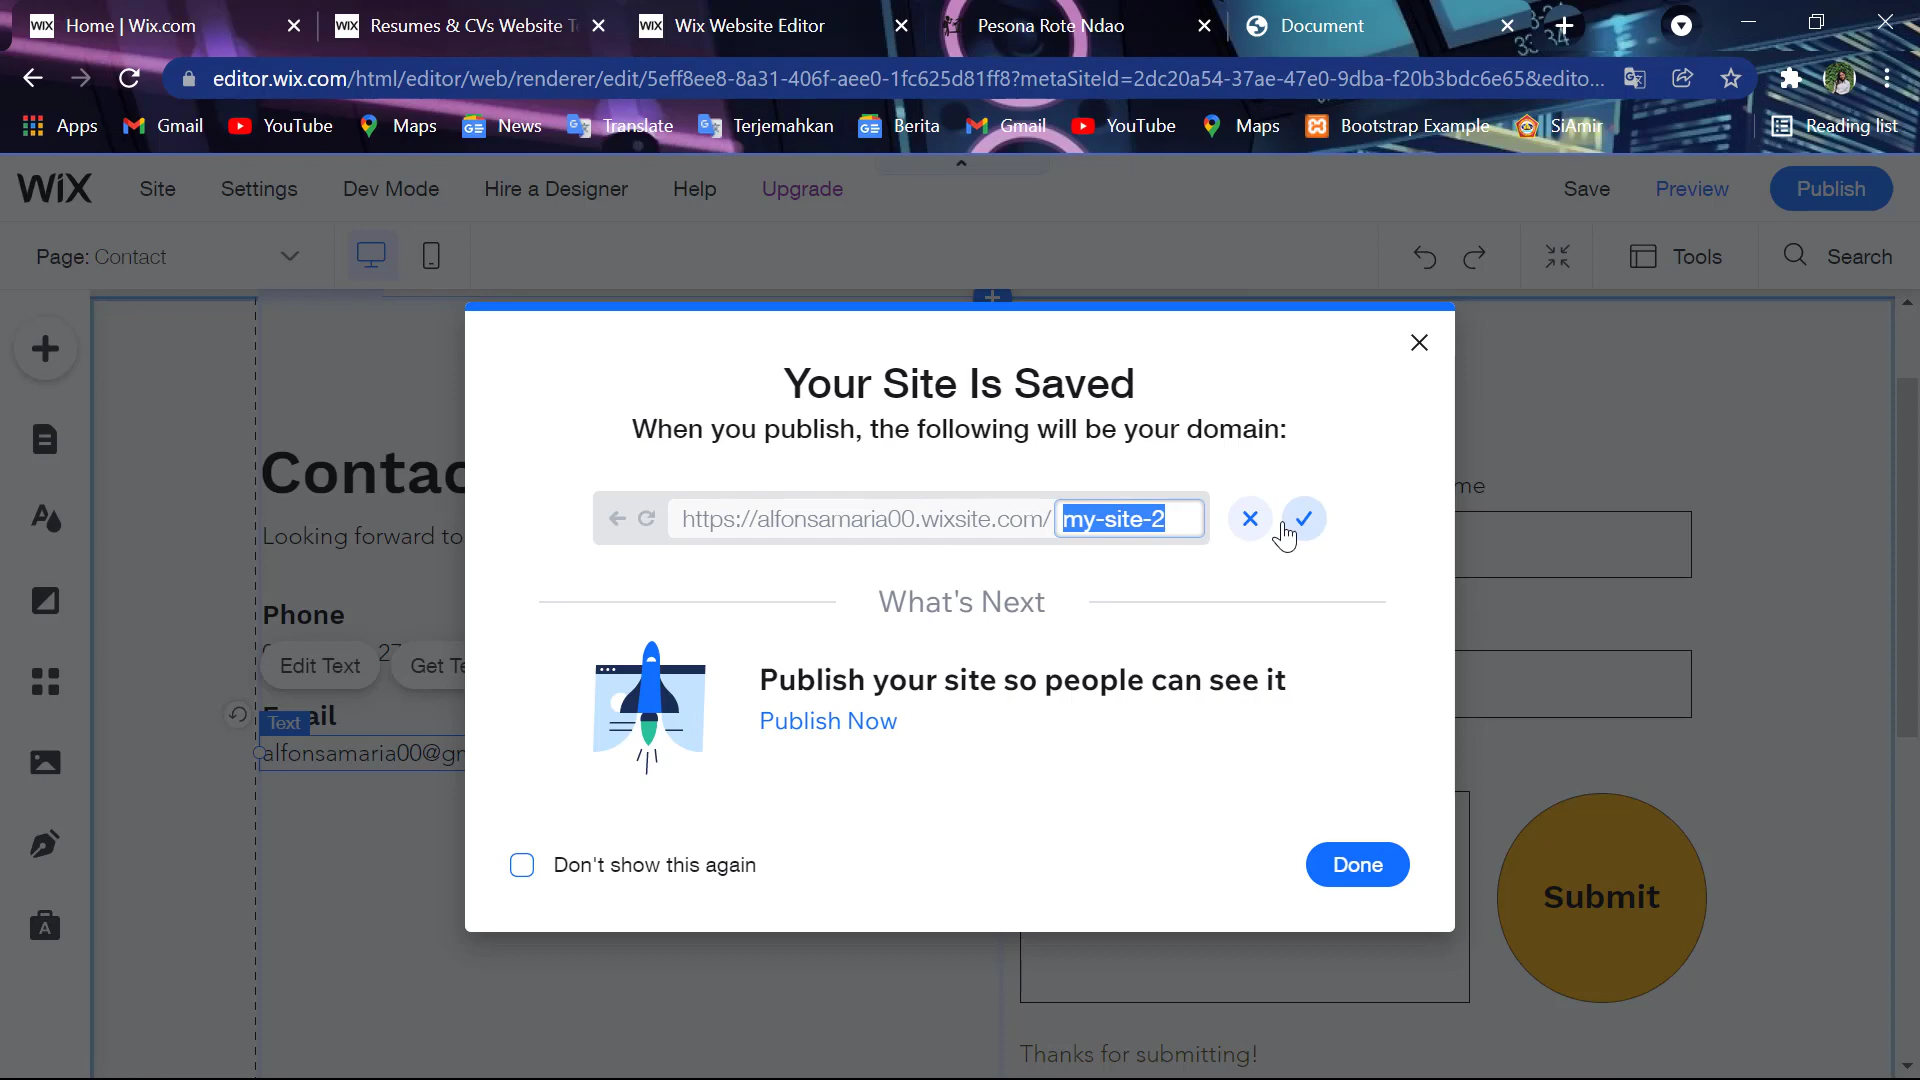 Home | Wix.com
Resumes & CVs Website
Wix Website Editor
Pesona Rote Ndao
Document
editor.wix.com/html/editor/web/renderer/edit/5eff8ee8-8a31-406f-aee0-1fc625d81ff8?metaSiteId=2dc20a54-37ae-47e0-9dba-f20b3bdc6e65&edito...
Apps
Gmail
YouTube
Maps
News
Translate
Terjemahkan
Berita
Gmail
YouTube
Maps
Bootstrap Example
SiAmir
Reading list
WiX
Site
Settings
Dev Mode
Hire a Designer
Help
Upgrade
Save
Preview
Publish
Page: Contact
Tools
Search
Your Site Is Saved
When you publish, the following will be your domain:
https://alfonsamaria00.wixsite.com/ my-site-2
What's Next
Publish your site so people can see it
Publish Now
Don't show this again
Done
Contac
Looking forward to
Phone
27
Edit Text
Get Te
Text
ail
alfonsamaria00@gm
me
Submit
Thanks for submitting!